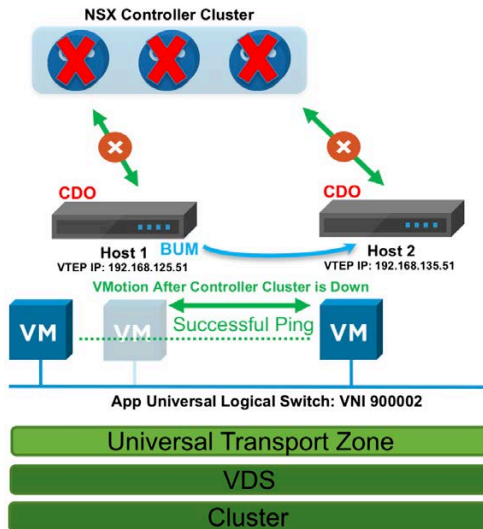 NSX Controller Cluster
CDO
CDO
Host 1
BUM
Host 2
VTEP IP: 192.168.125.51
VTEP IP: 192.168.135.51
VMotion After Controller Cluster is Down
VM
VM
Successful Ping
VM
App Universal Logical Switch: VNI 900002
Universal Transport Zone
VDS
Cluster